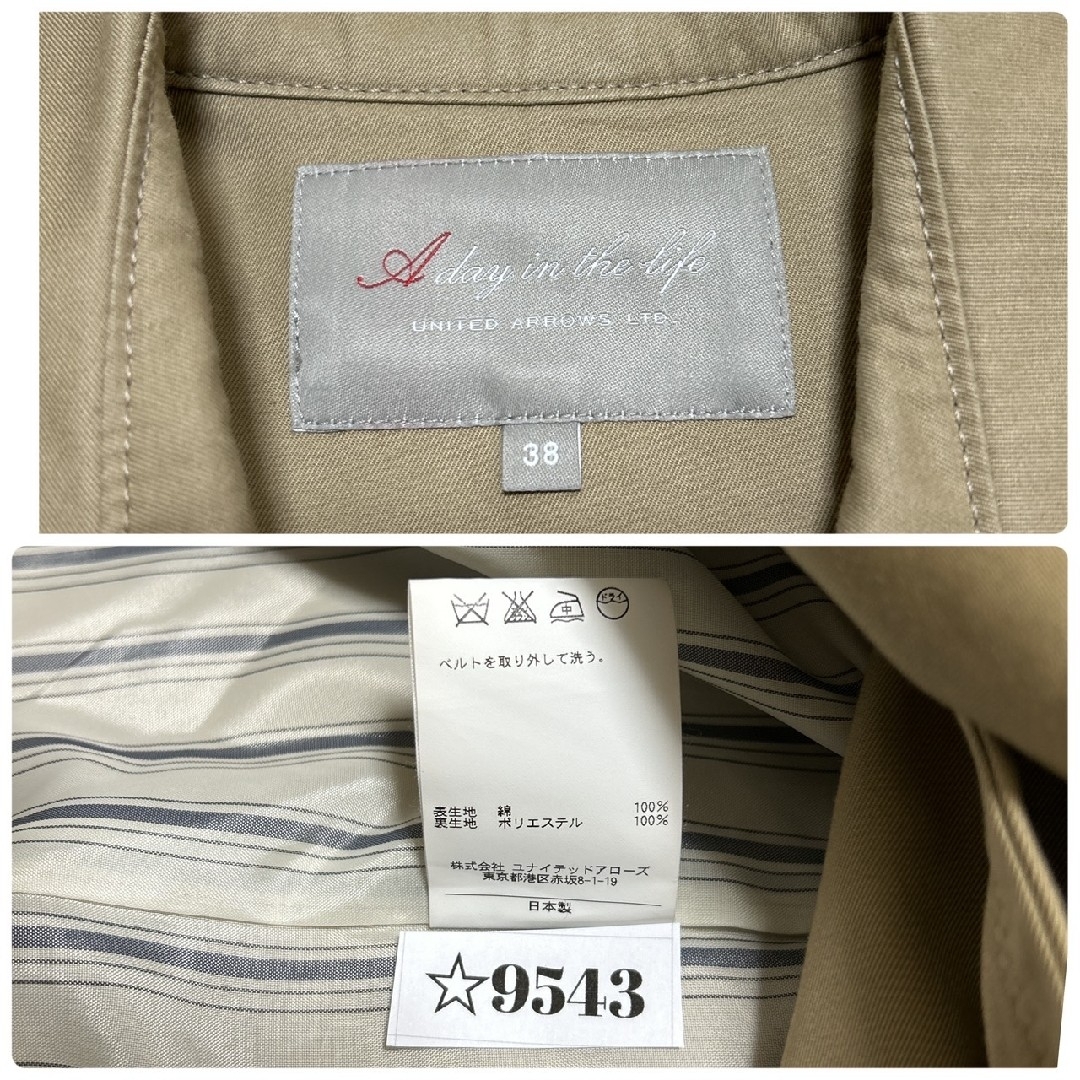 A day in the life
UNITED ARROWS LTD.
38
中 ドライ
ベルトを取り外して洗う。
表生地 綿 100%
裏生地 ポリエステル 100%
株式会社 ユナイテッドアローズ
東京都港区赤坂8-1-19
日本製
☆9543